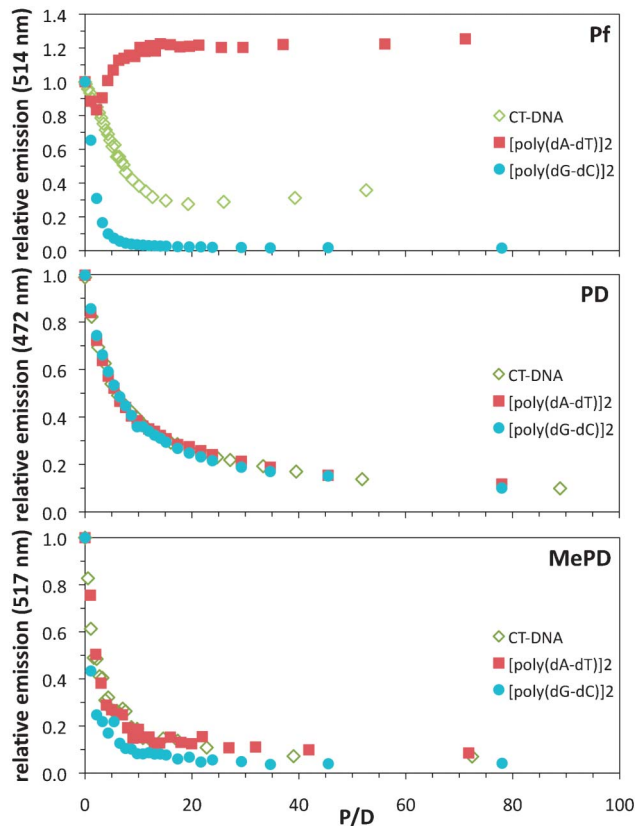 relative emission (514 nm)
1.4
1.2
1.0
0.8
0.6
0.4
0.2
0.0
Pf
CT-DNA
[poly(dA-dT)]2
[poly(dG-dC)]2
relative emission (472 nm)
1.0
0.8
0.6
0.4
0.2
0.0
PD
CT-DNA
[poly(dA-dT)]2
[poly(dG-dC)]2
relative emission (517 nm)
1.0
0.8
0.6
0.4
0.2
0.0
MePD
CT-DNA
[poly(dA-dT)]2
[poly(dG-dC)]2
0 20 40 60 80 100
P/D